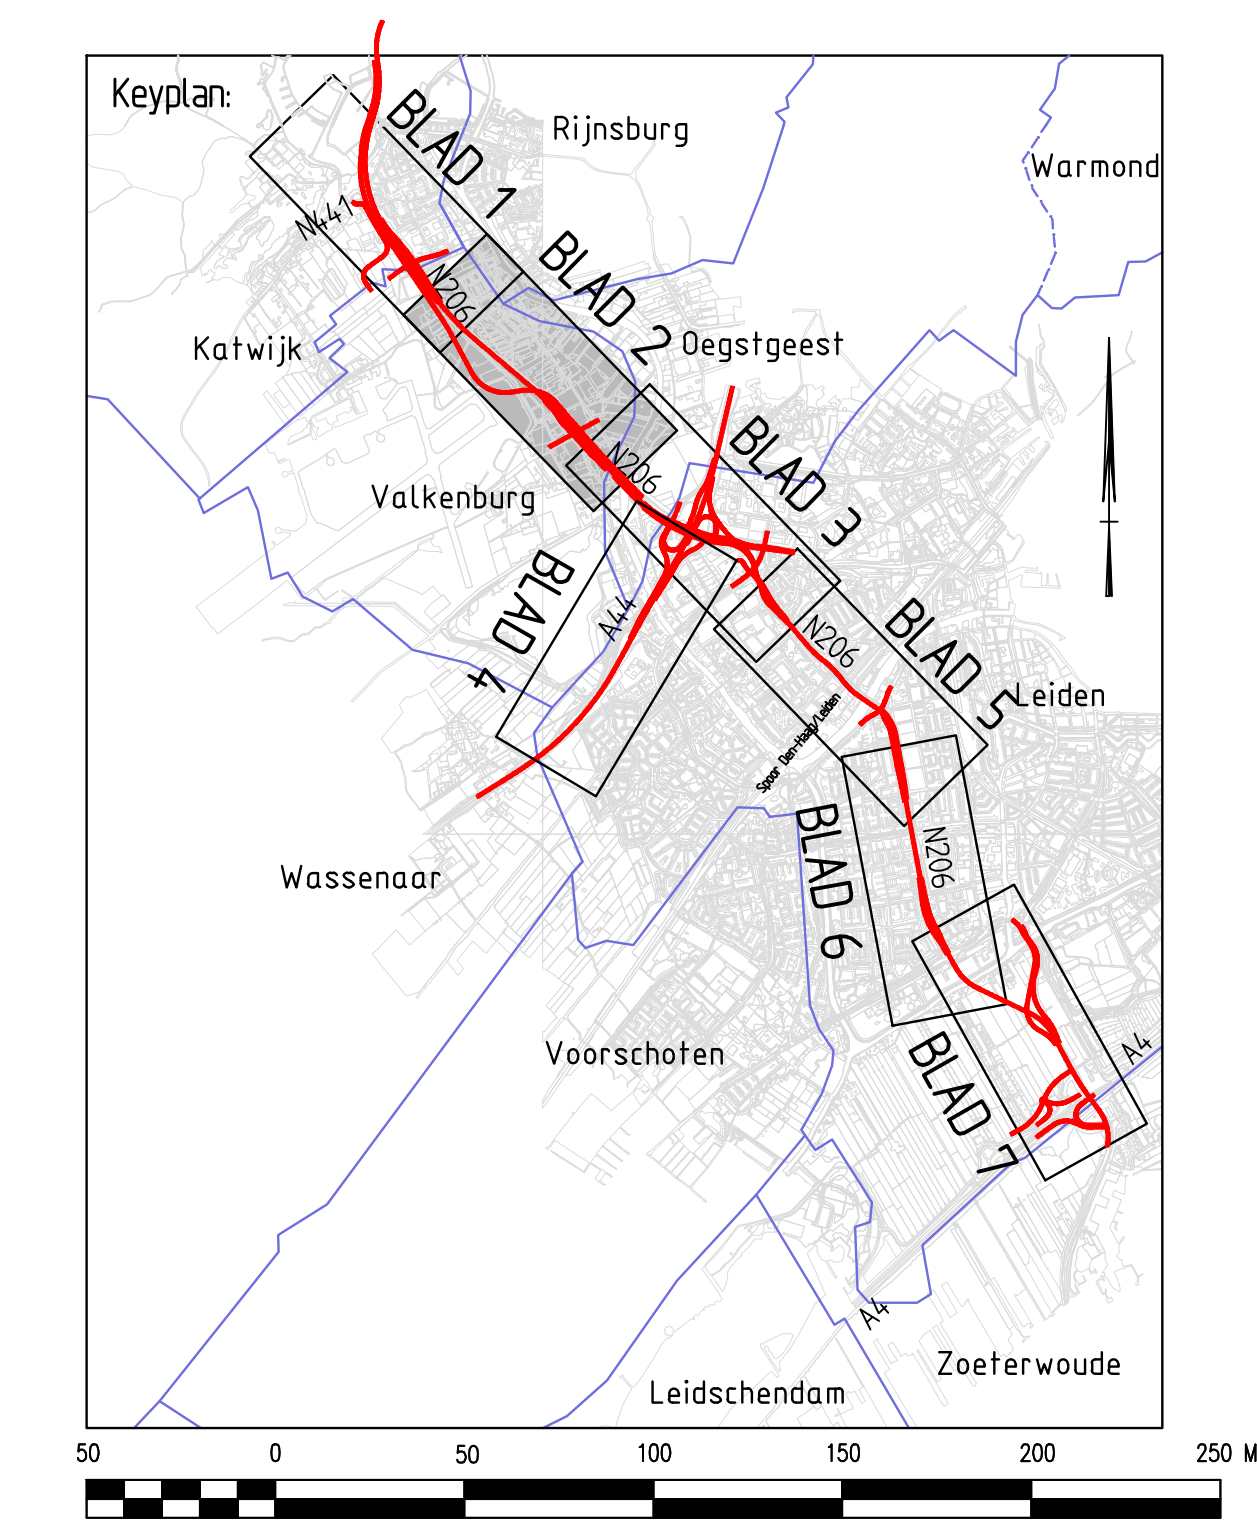 Keyplan:
BLAD 1
Rijnsburg
Warmond
N441
BLAD 2
N206
Katwijk
Oegstgeest
BLAD 3
N206
Valkenburg
BLAD 4
A44
N206
BLAD 5
Leiden
Spoor Den-Haag/Leiden
BLAD 6
N206
Wassenaar
Voorschoten
BLAD 7
A4
A4
Zoeterwoude
Leidschendam
50 0 50 100 150 200 250 M